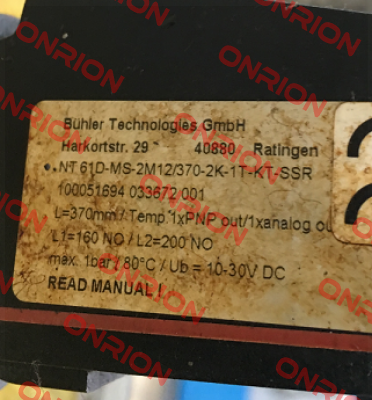 Bühler Technologies GmbH
Harkortstr. 29 40880 Ratingen
NT 61D-MS-2M12/370-2K-1T-KT-SSR
100051694 033672 001
L=370mm / Temp. 1xPNP out/1xanalog
L1=160 NO / L2=200 NO
max. 1bar / 80°C / Ub = 10-30V DC
READ MANUAL !
ONRION
ONRION
ONRION
ONRION
ONRION
ONRION
ONRION
ONRION
ONRION
ONRION